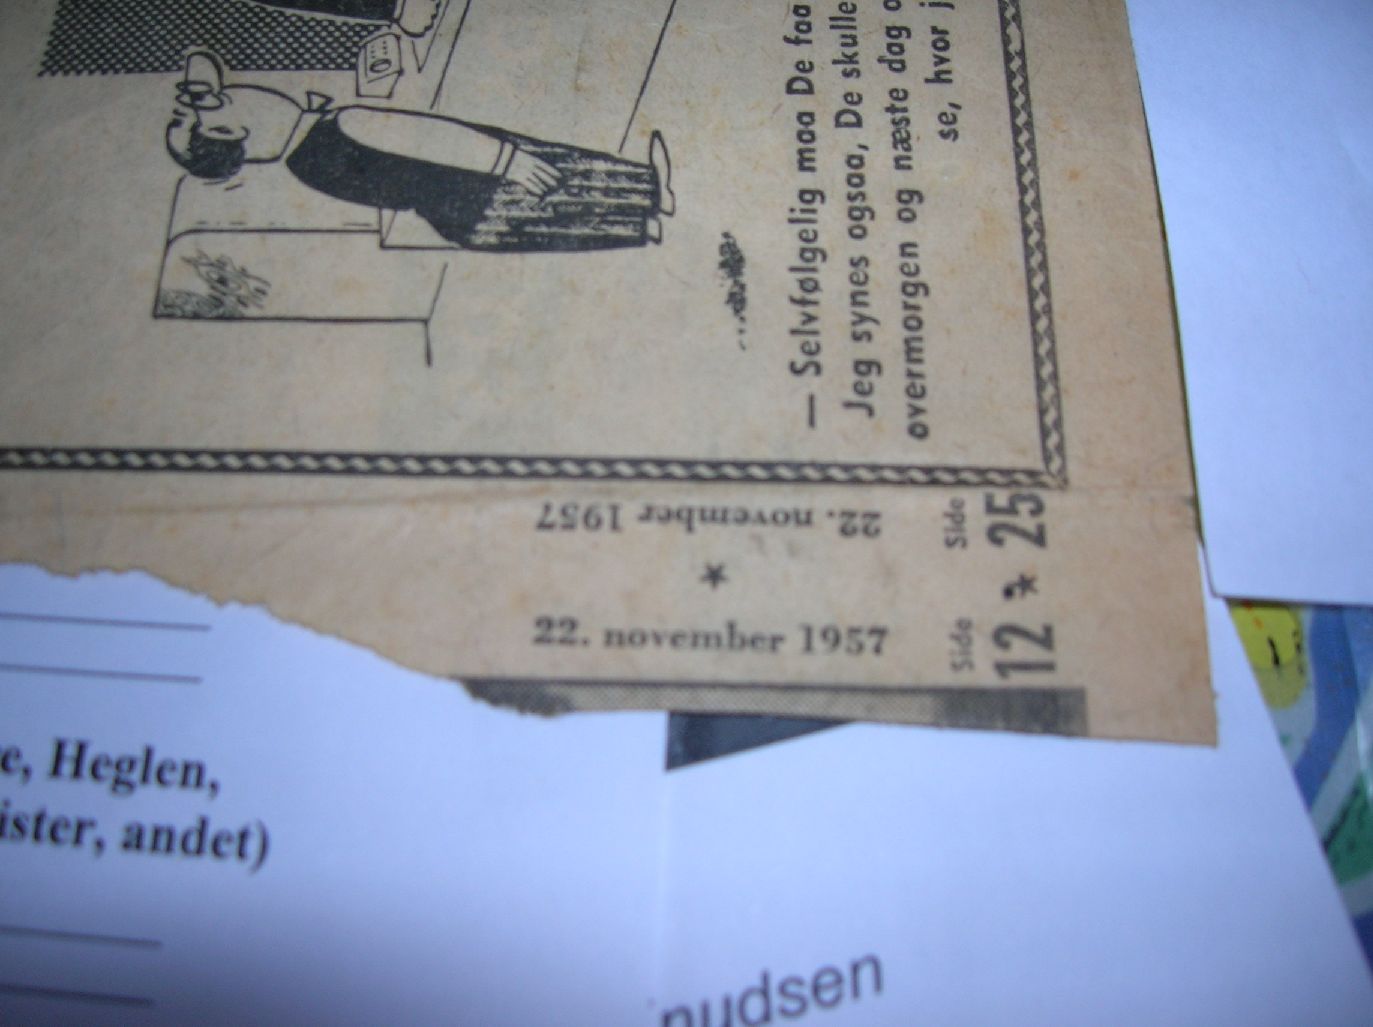 — Selvfølgelig maa De faa
Jeg synes ogsaa, De skulle
overmorgen og næste dag o
se, hvor j
22. november 1957
22. november 1957
Side Side
12 25
e, Heglen,
ister, andet)
nudsen